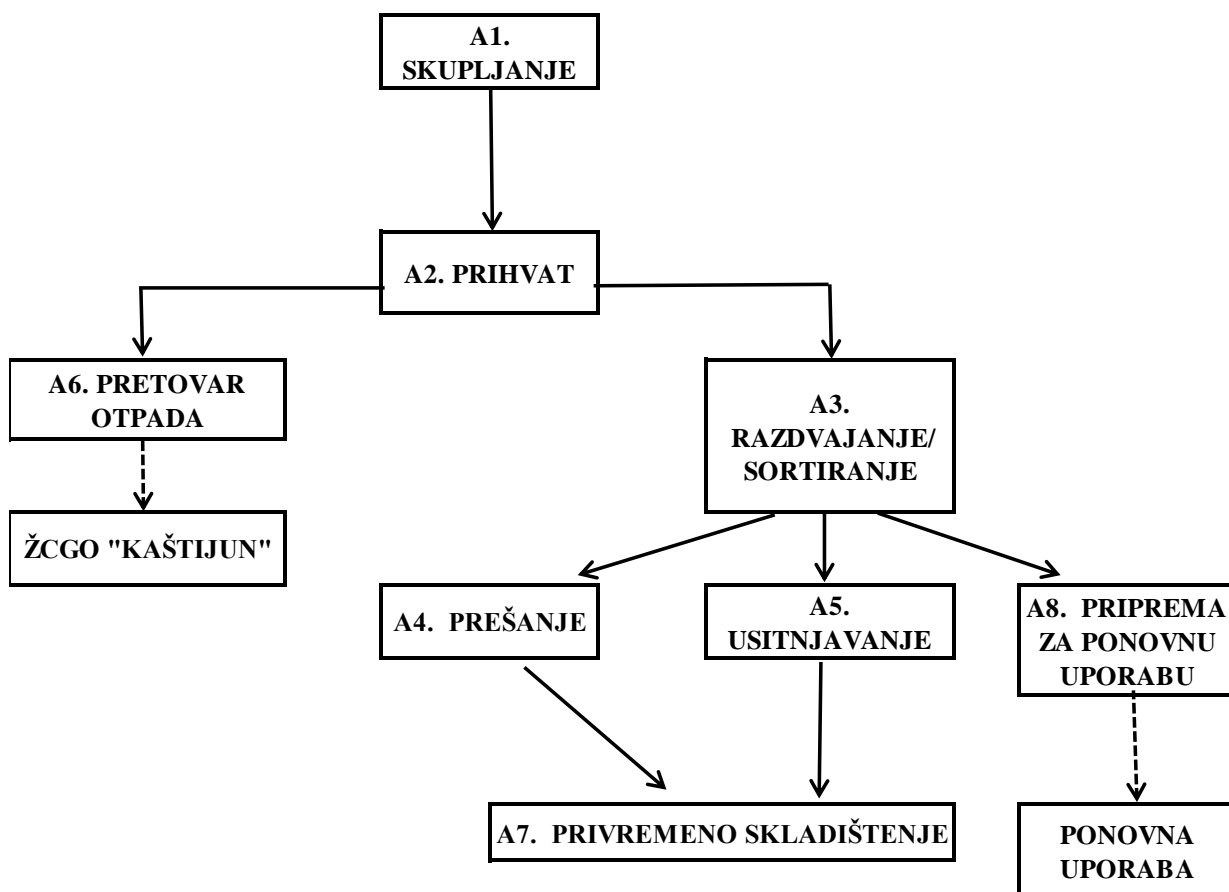 A1.
SKUPLJANJE
A2. PRIHVAT
A6. PRETOVAR
OTPADA
A3.
RAZDVAJANJE/
SORTIRANJE
ŽCGO "KAŠTIJUN"
A4. PREŠANJE
A5.
USITNJAVANJE
A8. PRIPREMA
ZA PONOVNU
UPORABU
A7. PRIVREMENO SKLADIŠTENJE
PONOVNA
UPORABA